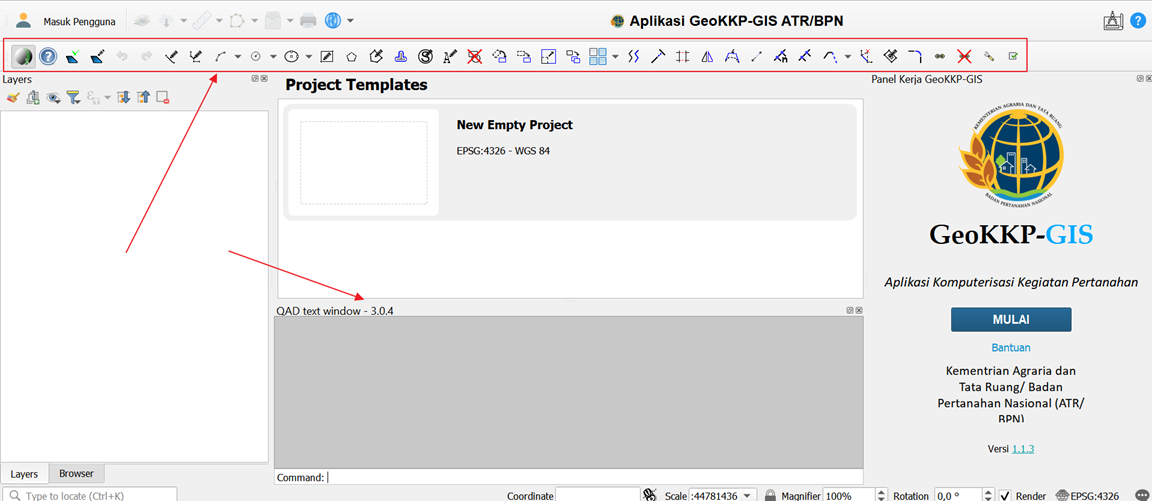 Masuk Pengguna
Aplikasi GeoKKP-GIS ATR/BPN
Layers
Project Templates
New Empty Project
EPSG:4326 - WGS 84
QAD text window - 3.0.4
Command:
Layers
Browser
Type to locate (Ctrl+K)
Panel Kerja GeoKKP-GIS
KEMENTERIAN AGRARIA DAN TATA RUANG
BADAN PERTANAHAN NASIONAL
GeoKKP-GIS
Aplikasi Komputerisasi Kegiatan Pertanahan
MULAI
Bantuan
Kementrian Agraria dan
Tata Ruang/ Badan
Pertanahan Nasional (ATR/
BPN)
Versi 1.1.3
Coordinate
Scale :44781436
Magnifier 100%
Rotation 0,0 °
Render
EPSG:4326